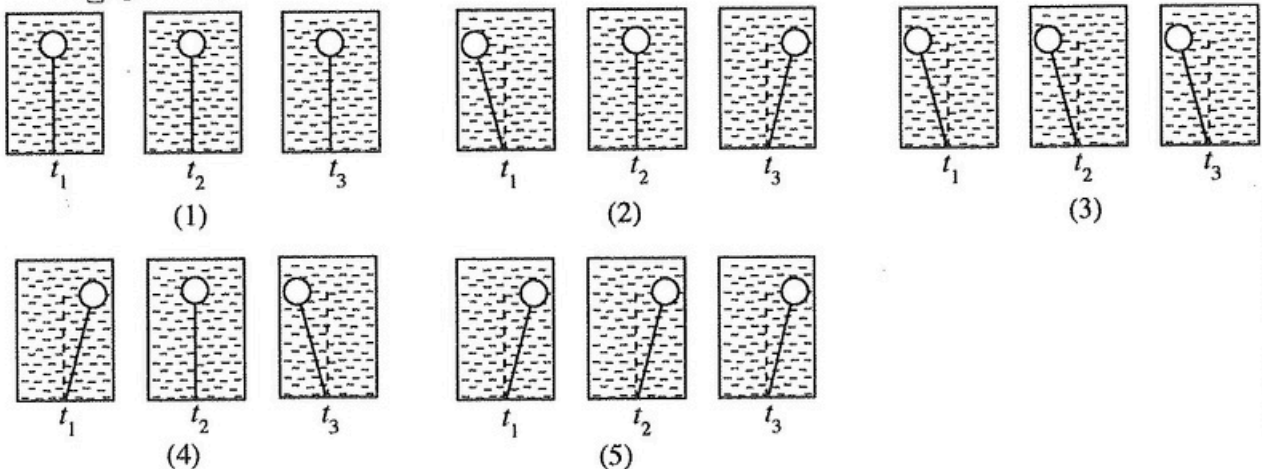 t₁ t₂ t₃ t₁ t₂ t₃ t₁ t₂ t₃
(1) (2) (3)
t₁ t₂ t₃ t₁ t₂ t₃
(4) (5)